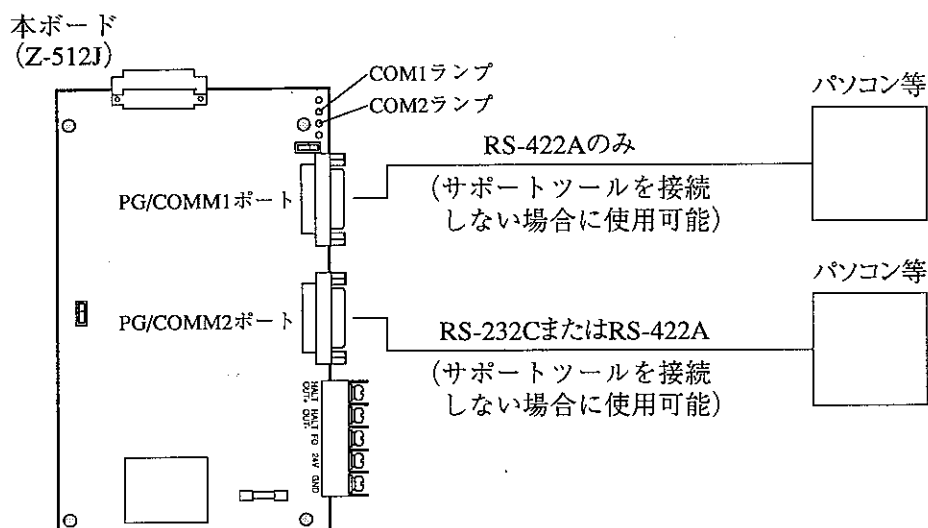 本ボード
(Z-512J)
COM1ランプ
COM2ランプ
パソコン等
RS-422Aのみ
(サポートツールを接続
しない場合に使用可能)
PG/COMM1ポート
パソコン等
PG/COMM2ポート
RS-232CまたはRS-422A
(サポートツールを接続
しない場合に使用可能)
HALT OUT+
HALT OUT-
FG
24V
GND